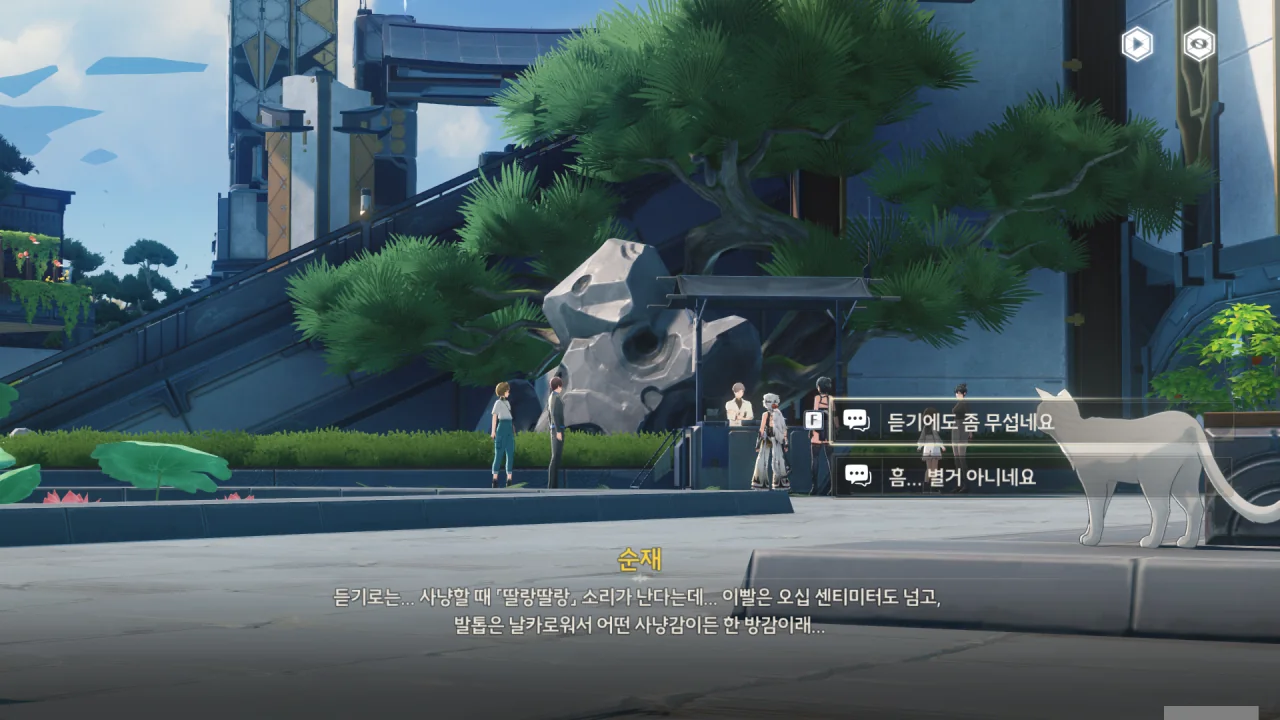 F
듣기에도 좀 무섭네요
흠... 별거 아니네요
순재
듣기로는... 사냥할 때 「딸랑딸랑」 소리가 난다는데... 이빨은 오십 센티미터도 넘고,
발톱은 날카로워서 어떤 사냥감이든 한 방감이래...